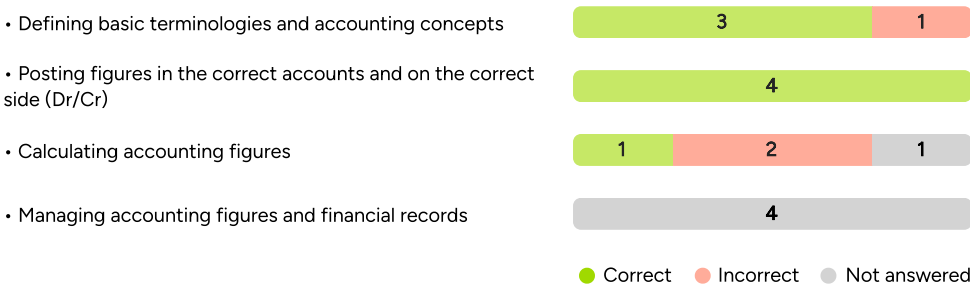 • Defining basic terminologies and accounting concepts
3 1
• Posting figures in the correct accounts and on the correct
side (Dr/Cr)
4
• Calculating accounting figures
1 2 1
• Managing accounting figures and financial records
4
Correct Incorrect Not answered